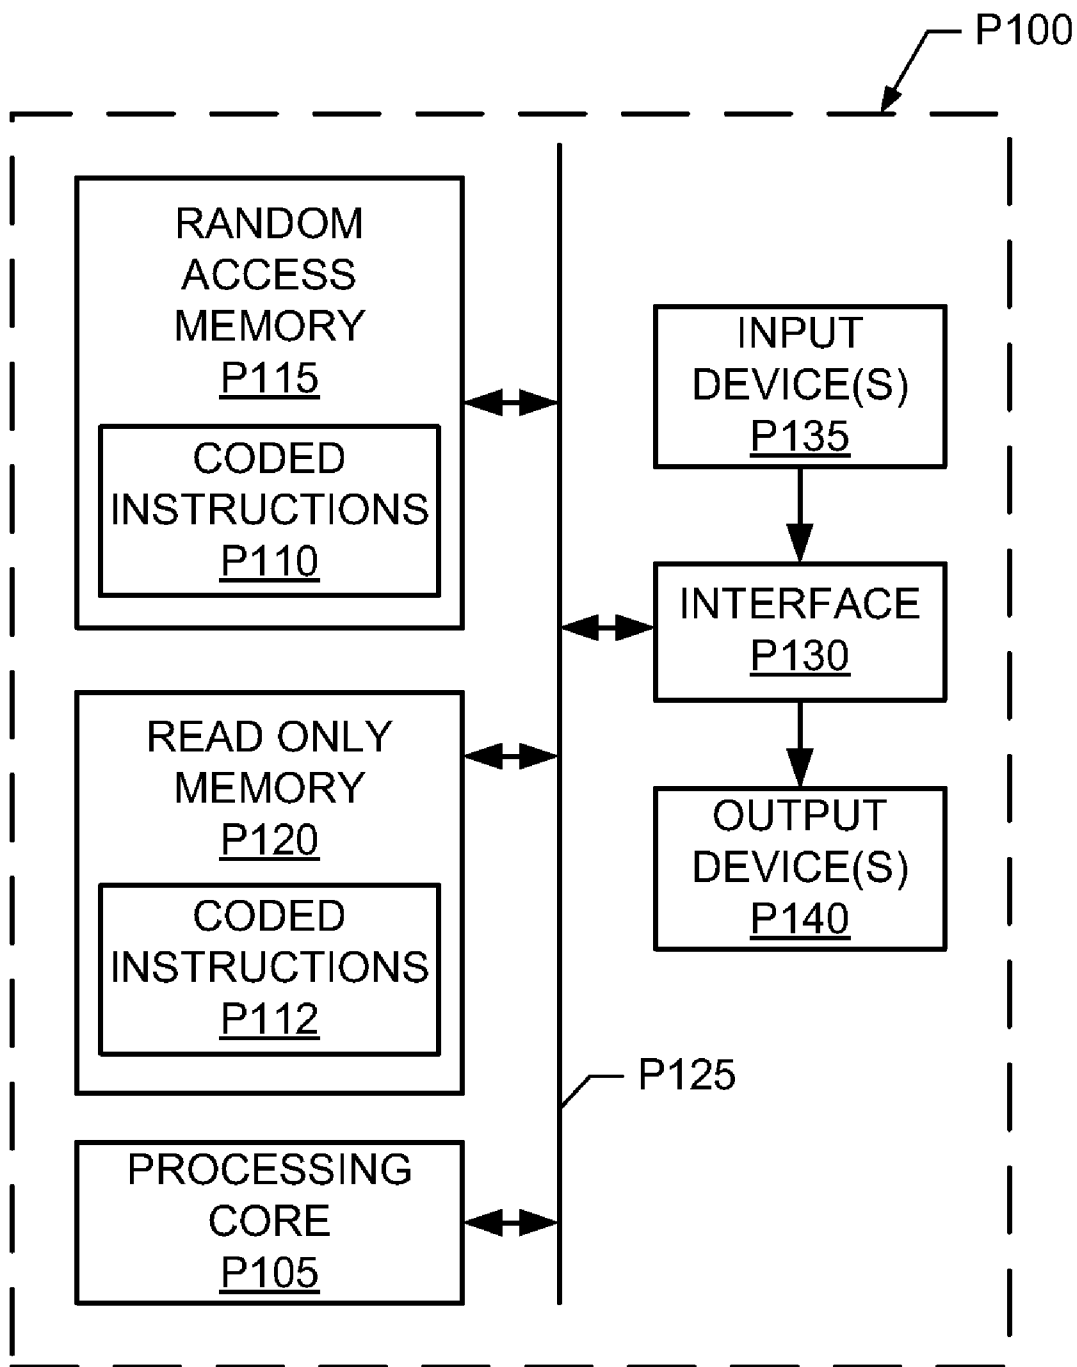 P100
RANDOM
ACCESS
MEMORY
P115
CODED
INSTRUCTIONS
P110
READ ONLY
MEMORY
P120
CODED
INSTRUCTIONS
P112
PROCESSING
CORE
P105
INPUT
DEVICE(S)
P135
INTERFACE
P130
OUTPUT
DEVICE(S)
P140
P125